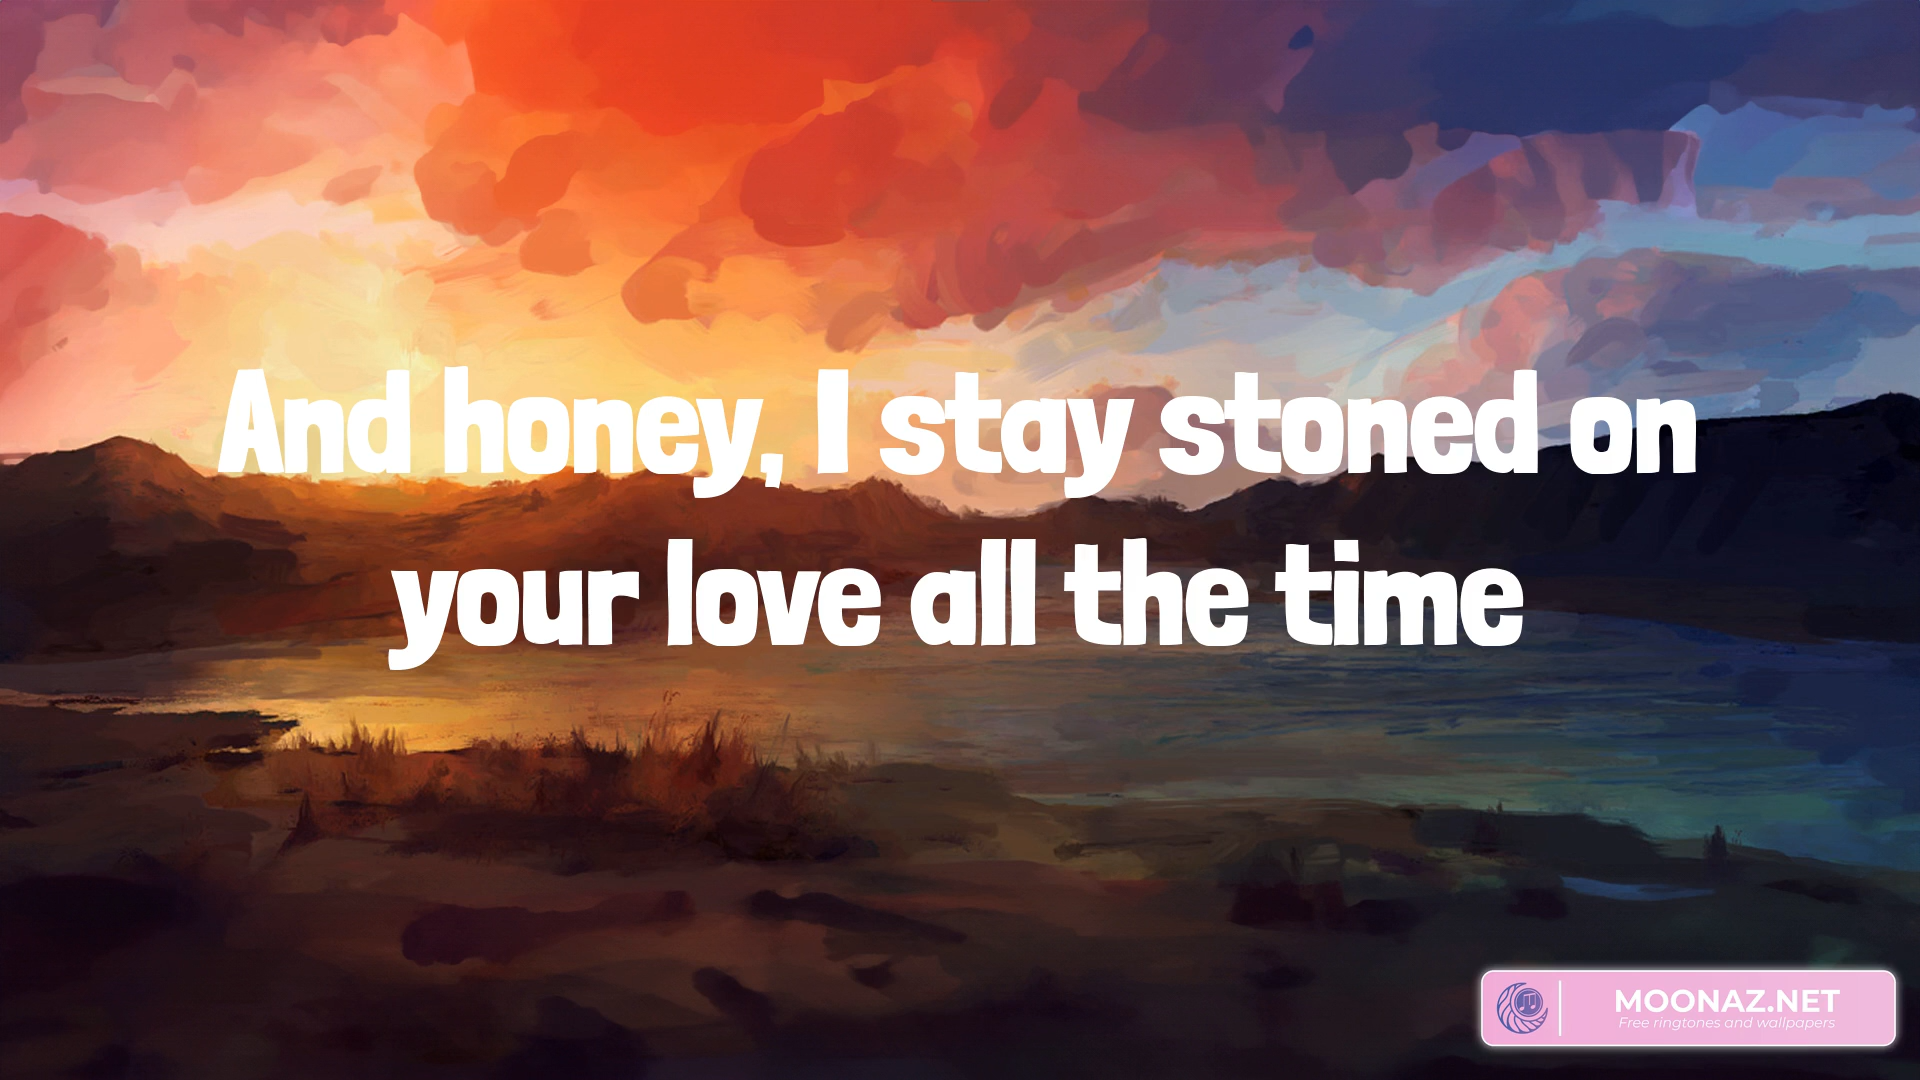 And honey, I stay stoned on
your love all the time
MOONAZ.NET
Free ringtones and wallpapers